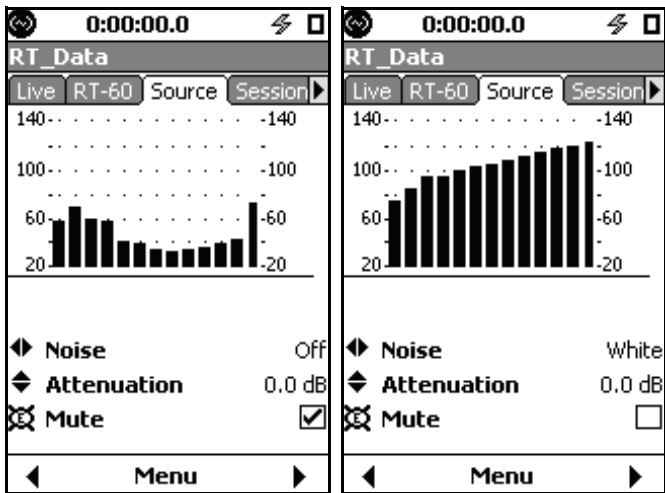 0:00:00.0
RT_Data
Live RT-60 Source Session
140 -140
100 -100
60 -60
20 -20
Noise Off
Attenuation 0.0 dB
E Mute
Menu
0:00:00.0
RT_Data
Live RT-60 Source Session
140 -140
100 -100
60 -60
20 -20
Noise White
Attenuation 0.0 dB
E Mute
Menu